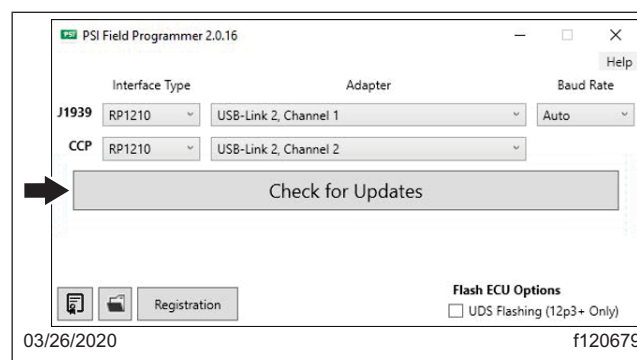 PSI PSI Field Programmer 2.0.16
Help
Interface Type Adapter Baud Rate
J1939 RP1210 USB-Link 2, Channel 1 Auto
CCP RP1210 USB-Link 2, Channel 2
Check for Updates
Flash ECU Options
Registration UDS Flashing (12p3+ Only)
03/26/2020 f120679